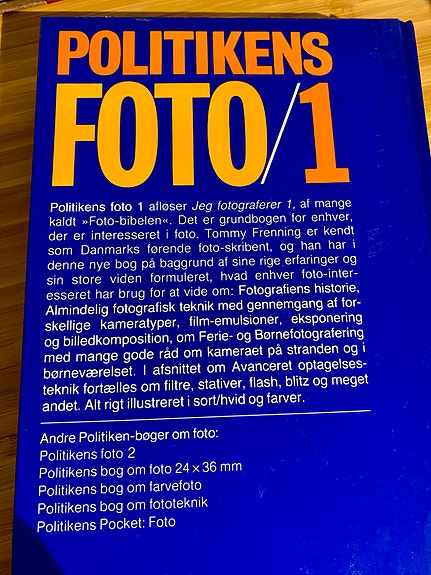 POLITIKENS
FOTO/1
Politikens foto 1 afløser Jeg fotograferer 1, af mange
kaldt »Foto-bibelen«. Det er grundbogen for enhver,
der er interesseret i foto. Tommy Frenning er kendt
som Danmarks førende foto-skribent, og han har i
denne nye bog på baggrund af sine rige erfaringer og
sin store viden formuleret, hvad enhver foto-inter-
esseret har brug for at vide om: Fotografiens historie,
Almindelig fotografisk teknik med gennemgang af for-
skellige kameratyper, film-emulsioner, eksponering
og billedkomposition, om Ferie- og Børnefotografering
med mange gode råd om kameraet på stranden og i
børneværelset. I afsnittet om Avanceret optagelses-
teknik fortælles om filtre, stativer, flash, blitz og meget
andet. Alt rigt illustreret i sort/hvid og farver.
Andre Politiken-bøger om foto:
Politikens foto 2
Politikens bog om foto 24 × 36 mm
Politikens bog om farvefoto
Politikens bog om fototeknik
Politikens Pocket: Foto